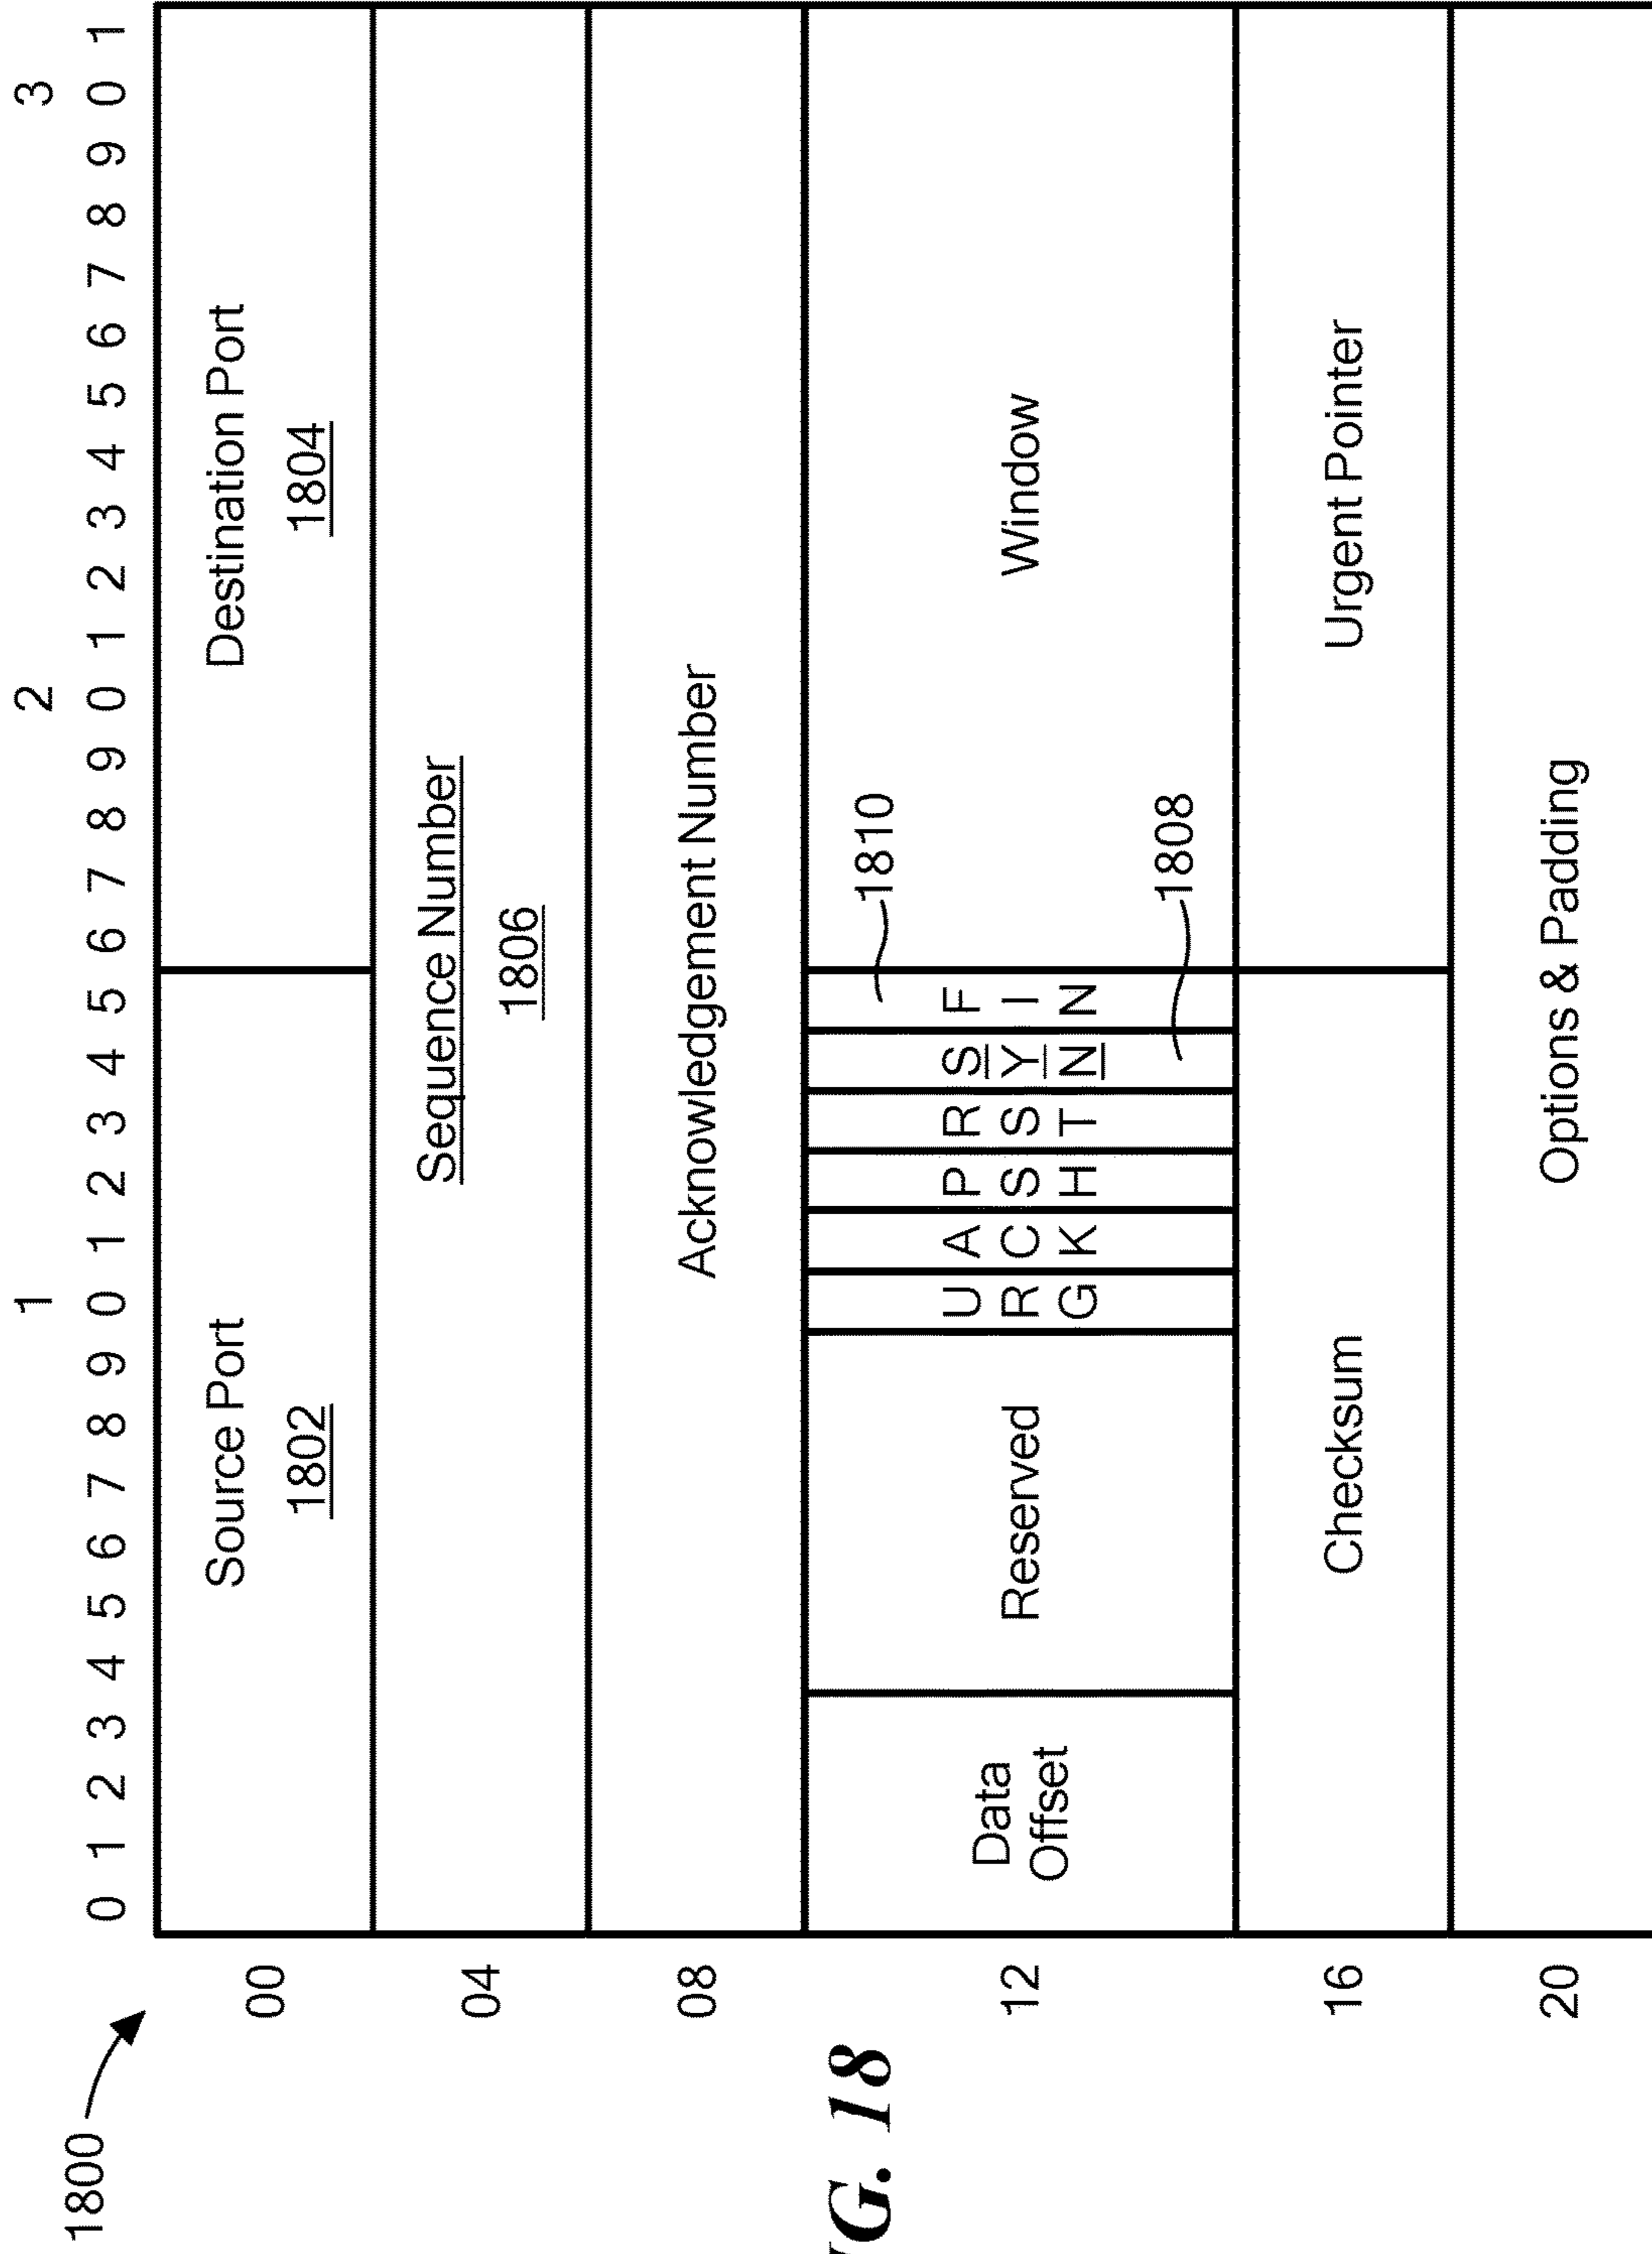 1800
1 2 3
0 1 2 3 4 5 6 7 8 9 0 1 2 3 4 5 6 7 8 9 0 1 2 3 4 5 6 7 8 9 0 1
00 Source Port Destination Port
1802 1804
04 Sequence Number
1806
08 Acknowledgement Number
12 Data Offset Reserved URG ACK PSH RST SYN FIN Window
1810
1808
16 Checksum Urgent Pointer
20 Options & Padding
18